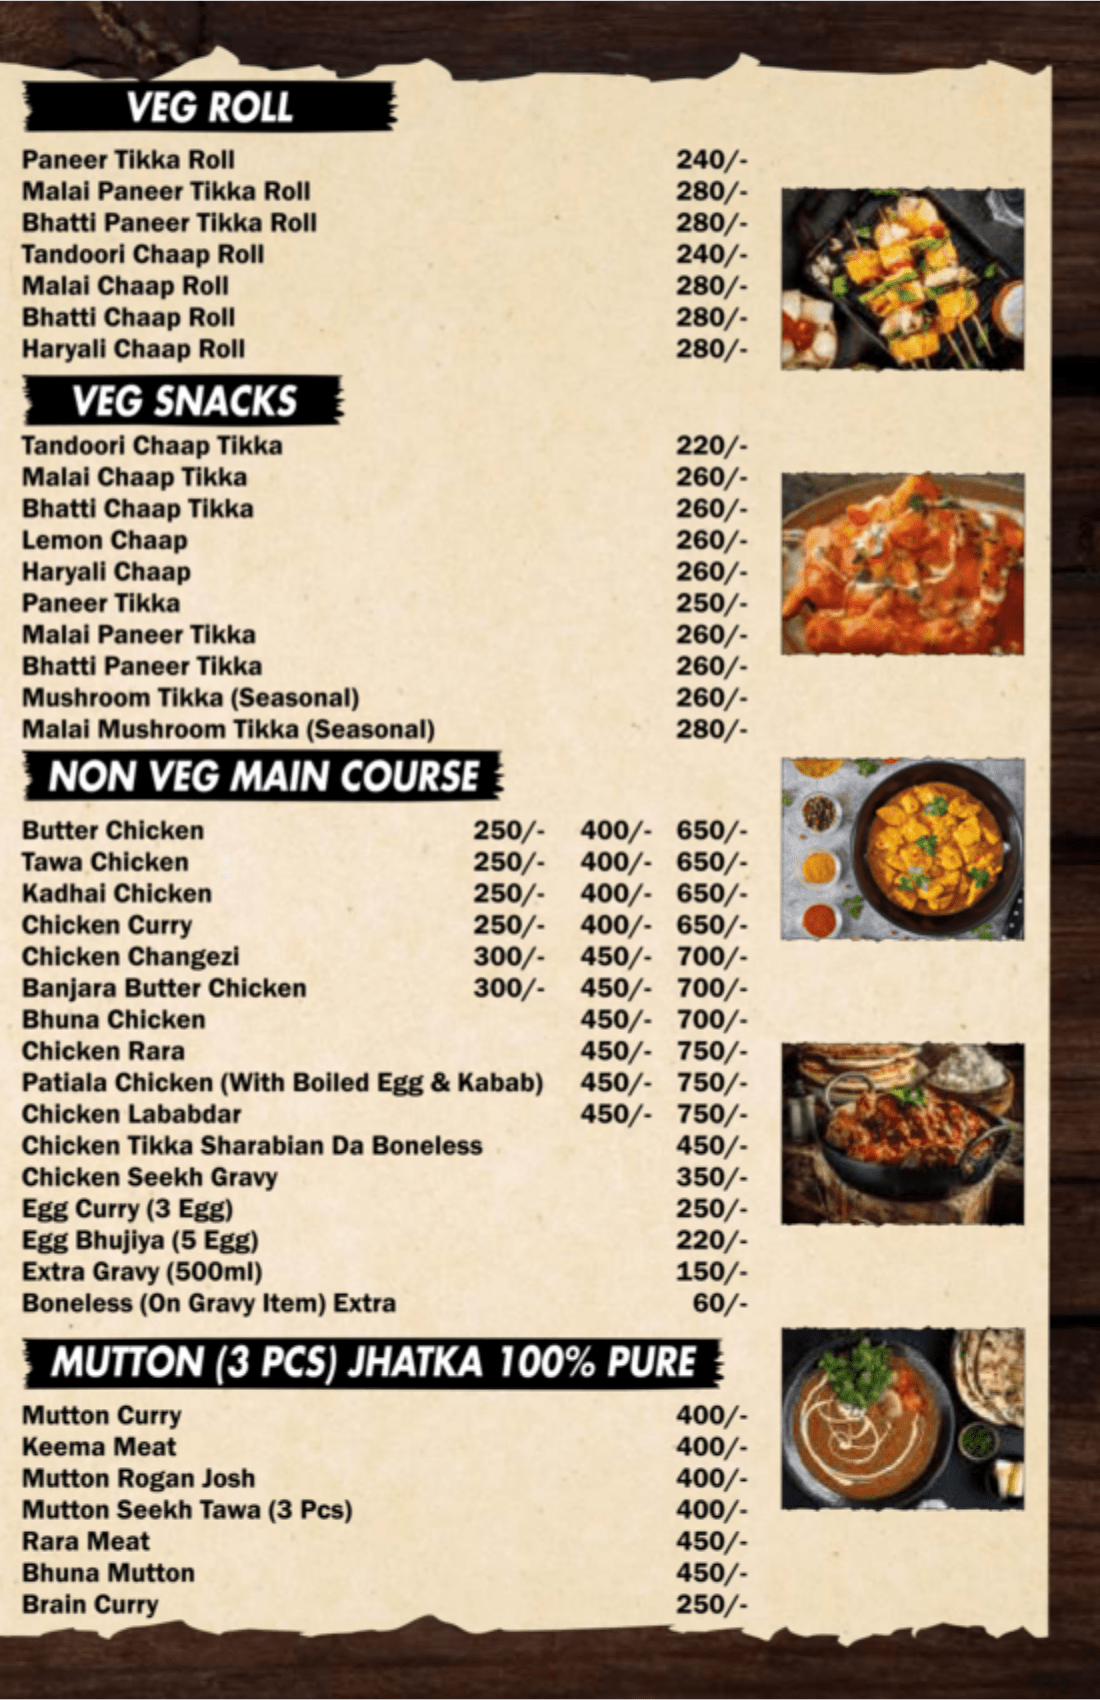 VEG ROLL
Paneer Tikka Roll 240/-
Malai Paneer Tikka Roll 280/-
Bhatti Paneer Tikka Roll 280/-
Tandoori Chaap Roll 240/-
Malai Chaap Roll 280/-
Bhatti Chaap Roll 280/-
Haryali Chaap Roll 280/-
VEG SNACKS
Tandoori Chaap Tikka 220/-
Malai Chaap Tikka 260/-
Bhatti Chaap Tikka 260/-
Lemon Chaap 260/-
Haryali Chaap 260/-
Paneer Tikka 250/-
Malai Paneer Tikka 260/-
Bhatti Paneer Tikka 260/-
Mushroom Tikka (Seasonal) 260/-
Malai Mushroom Tikka (Seasonal) 280/-
NON VEG MAIN COURSE
Butter Chicken 250/- 400/- 650/-
Tawa Chicken 250/- 400/- 650/-
Kadhai Chicken 250/- 400/- 650/-
Chicken Curry 250/- 400/- 650/-
Chicken Changezi 300/- 450/- 700/-
Banjara Butter Chicken 300/- 450/- 700/-
Bhuna Chicken 450/- 700/-
Chicken Rara 450/- 750/-
Patiala Chicken (With Boiled Egg & Kabab) 450/- 750/-
Chicken Lababdar 450/- 750/-
Chicken Tikka Sharabian Da Boneless 450/-
Chicken Seekh Gravy 350/-
Egg Curry (3 Egg) 250/-
Egg Bhujiya (5 Egg) 220/-
Extra Gravy (500ml) 150/-
Boneless (On Gravy Item) Extra 60/-
MUTTON (3 PCS) JHATKA 100% PURE
Mutton Curry 400/-
Keema Meat 400/-
Mutton Rogan Josh 400/-
Mutton Seekh Tawa (3 Pcs) 400/-
Rara Meat 450/-
Bhuna Mutton 450/-
Brain Curry 250/-